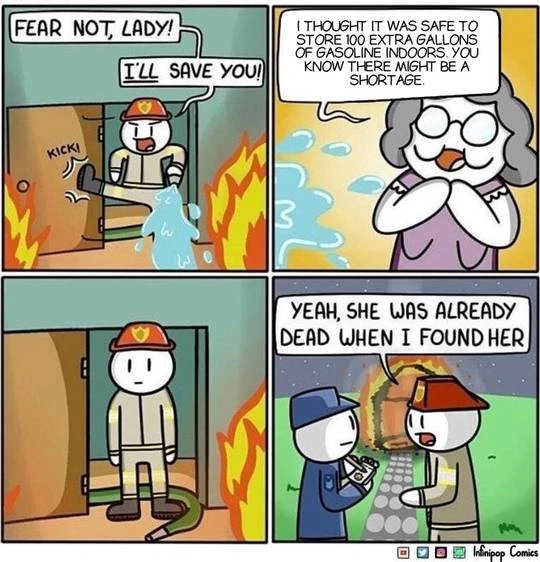 FEAR NOT, LADY!
I'LL SAVE YOU!
KICK!
I THOUGHT IT WAS SAFE TO
STORE 100 EXTRA GALLONS
OF GASOLINE INDOORS. YOU
KNOW THERE MIGHT BE A
SHORTAGE.
YEAH, SHE WAS ALREADY
DEAD WHEN I FOUND HER
Infinipop Comics